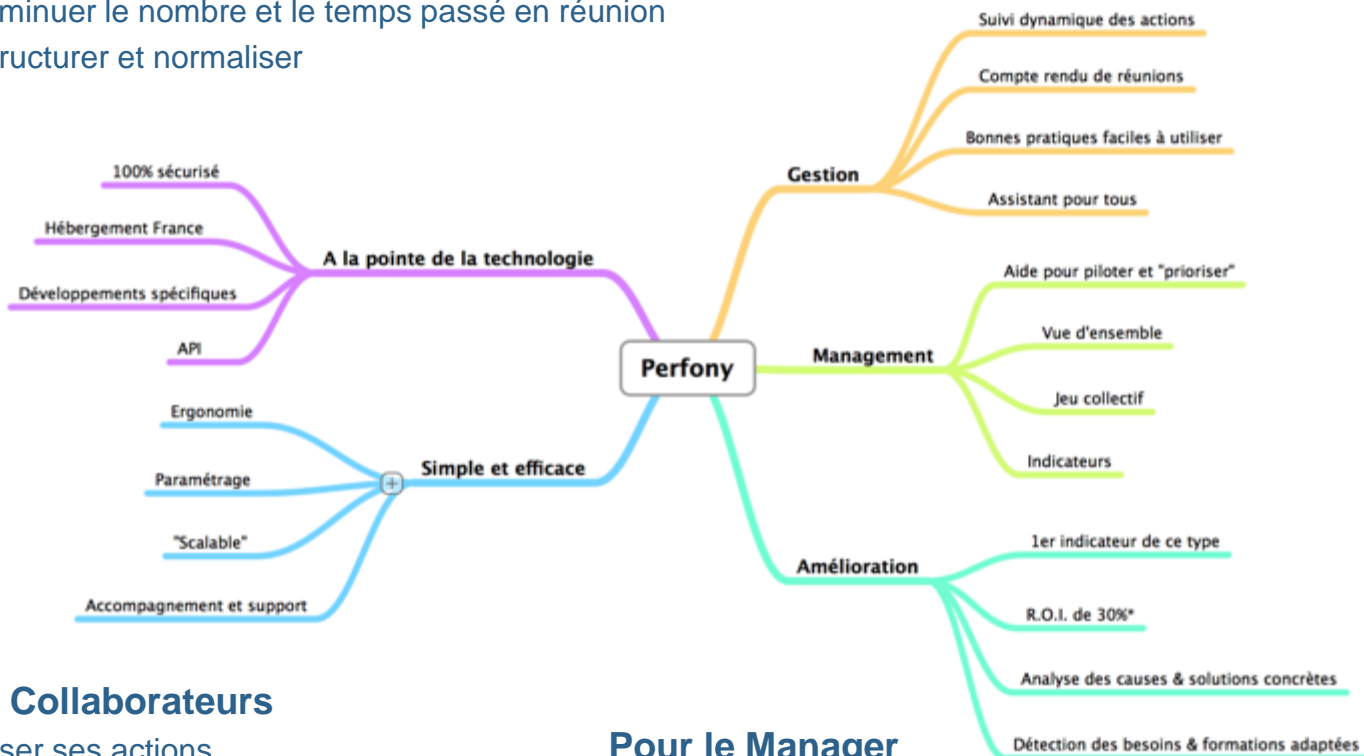 minuer le nombre et le temps passé en réunion
ructurer et normaliser
100% sécurisé
Hébergement France
Développements spécifiques
API
A la pointe de la technologie
Ergonomie
Paramétrage
"Scalable"
Accompagnement et support
Simple et efficace
Perfony
Gestion
Suivi dynamique des actions
Compte rendu de réunions
Bonnes pratiques faciles à utiliser
Assistant pour tous
Management
Aide pour piloter et "prioriser"
Vue d'ensemble
Jeu collectif
Indicateurs
Amélioration
1er indicateur de ce type
R.O.I. de 30%*
Analyse des causes & solutions concrètes
Détection des besoins & formations adaptées
Collaborateurs
ser ses actions
Pour le Manager